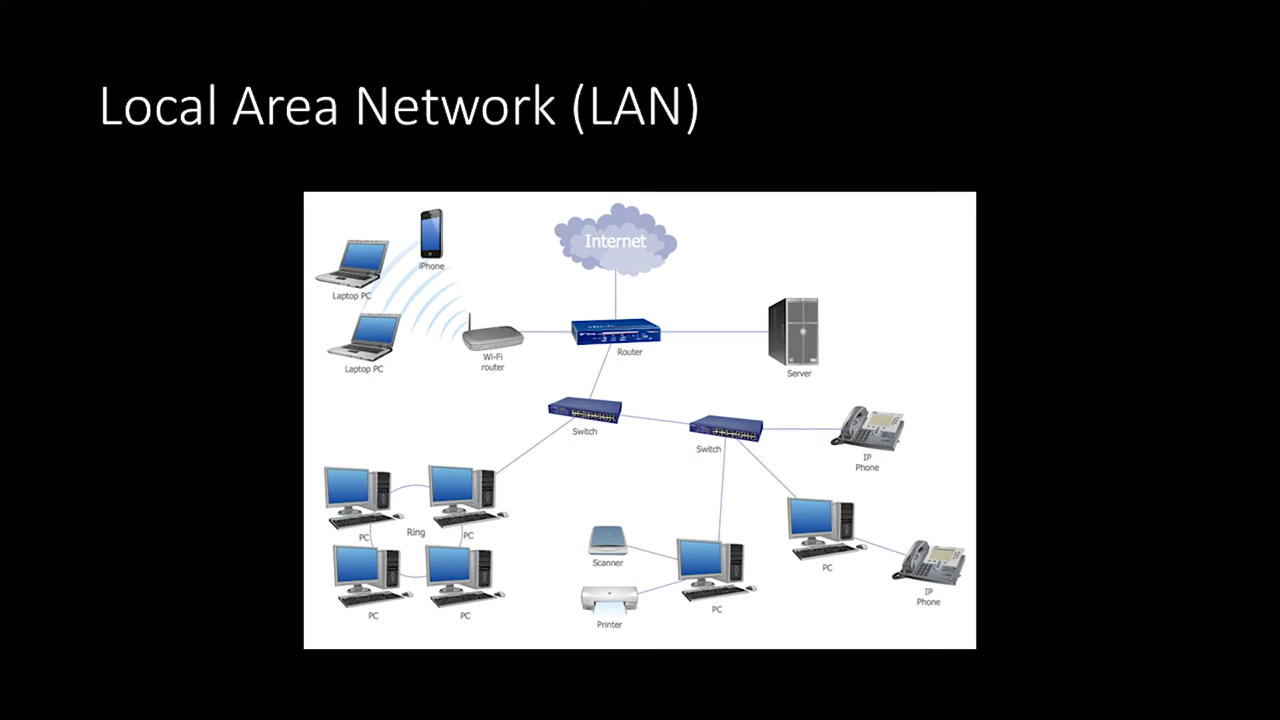 Local Area Network (LAN)
Internet
iPhone
Laptop PC
Laptop PC
Wi-Fi
router
Router
Server
Switch
Switch
IP
Phone
PC
Ring
PC
PC
PC
Scanner
Printer
PC
PC
IP
Phone